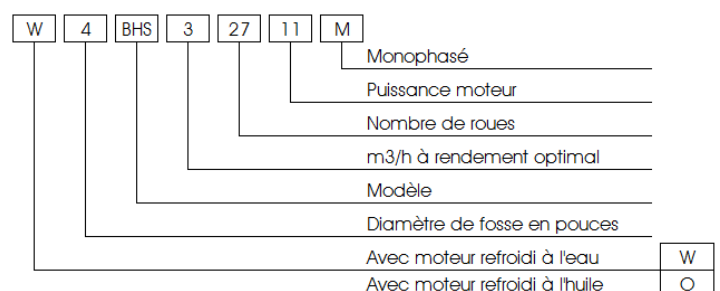 W 4 BHS 3 27 11 M
Monophasé
Puissance moteur
Nombre de roues
m3/h à rendement optimal
Modèle
Diamètre de fosse en pouces
Avec moteur refroidi à l'eau W
Avec moteur refroidi à l'huile O